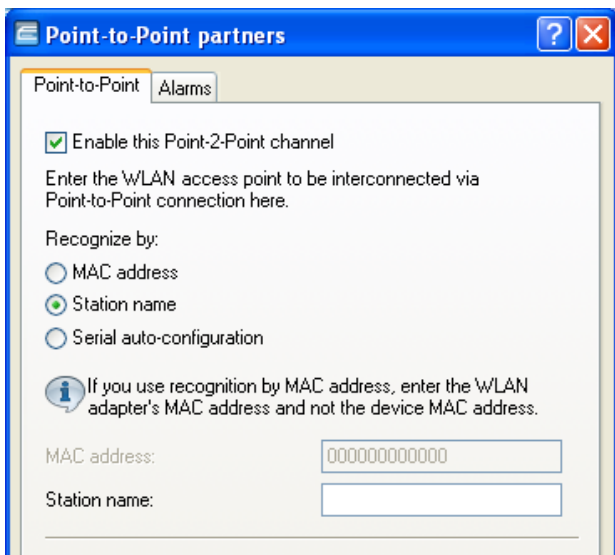 Point-to-Point partners
Point-to-Point
Alarms
Enable this Point-2-Point channel
Enter the WLAN access point to be interconnected via
Point-to-Point connection here.
Recognize by:
MAC address
Station name
Serial auto-configuration
If you use recognition by MAC address, enter the WLAN
adapter's MAC address and not the device MAC address.
MAC address:
000000000000
Station name: